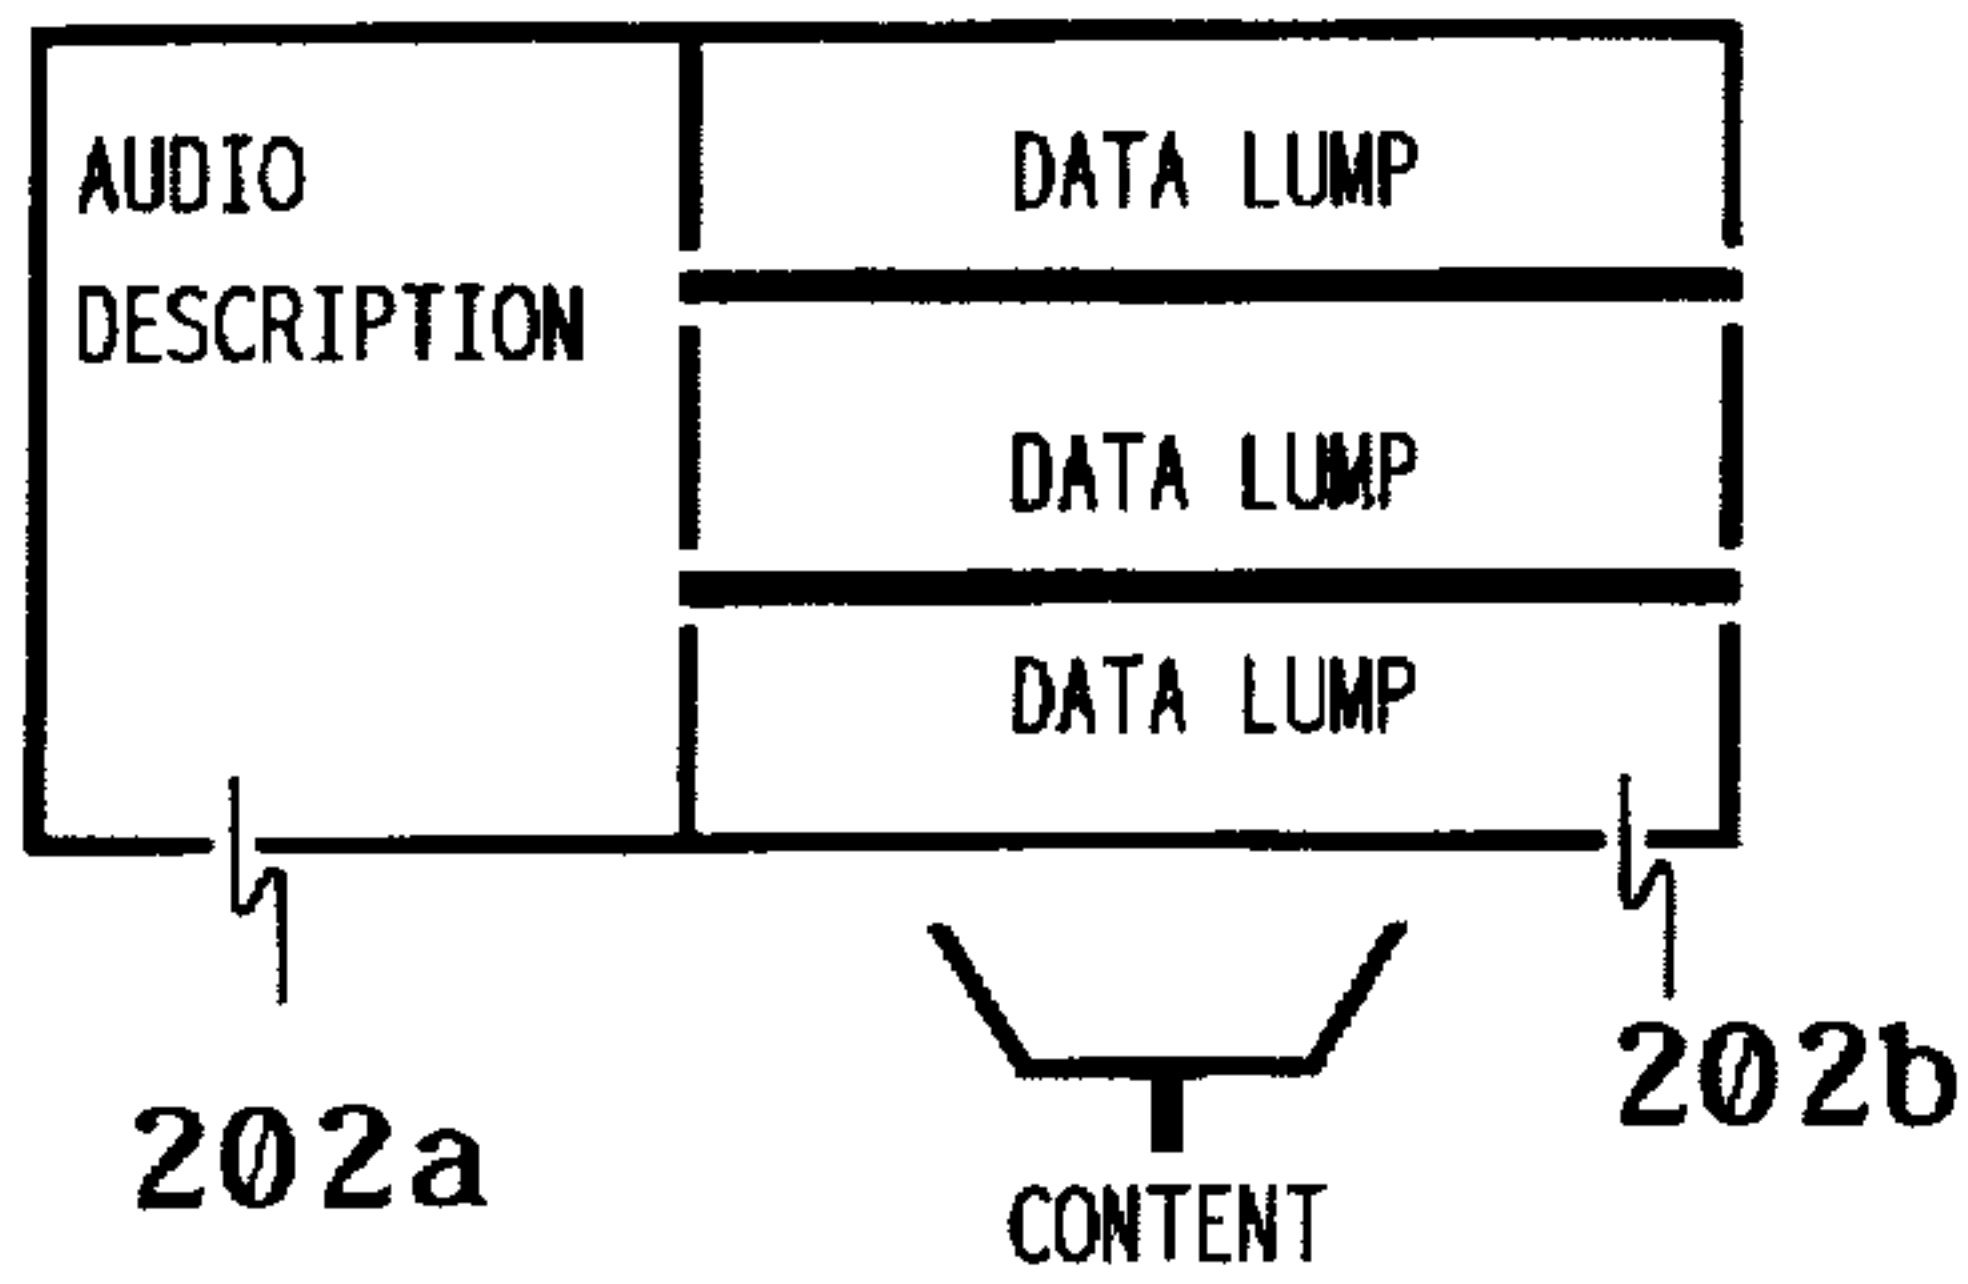 AUDIO
DESCRIPTION
DATA LUMP
DATA LUMP
DATA LUMP
202a
202b
CONTENT